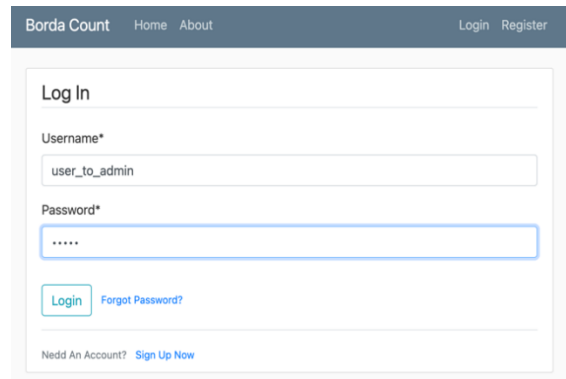 Borda Count Home About Login Register
Log In
Username*
user_to_admin
Password*
•••••
Login Forgot Password?
Nedd An Account? Sign Up Now